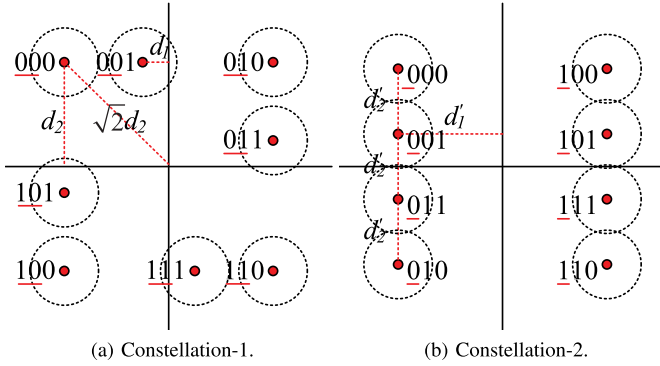 000 001 d₁ 010
d₂ √2d₂
011
101
100 111 110
(a) Constellation-1.
000 100
d′₂ d′₁
001 101
d′₂
011 111
d′₂
010 110
(b) Constellation-2.